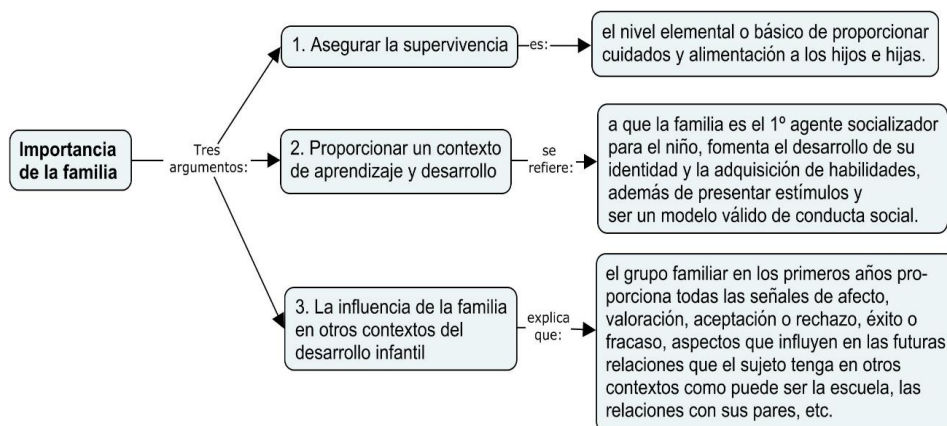 Importancia
de la familia
Tres
argumentos:
1. Asegurar la supervivencia
es:
el nivel elemental o básico de proporcionar
cuidados y alimentación a los hijos e hijas.
2. Proporcionar un contexto
de aprendizaje y desarrollo
se
refiere:
a que la familia es el 1º agente socializador
para el niño, fomenta el desarrollo de su
identidad y la adquisición de habilidades,
además de presentar estímulos y
ser un modelo válido de conducta social.
3. La influencia de la familia
en otros contextos del
desarrollo infantil
explica
que:
el grupo familiar en los primeros años pro-
porciona todas las señales de afecto,
valoración, aceptación o rechazo, éxito o
fracaso, aspectos que influyen en las futuras
relaciones que el sujeto tenga en otros
contextos como puede ser la escuela, las
relaciones con sus pares, etc.